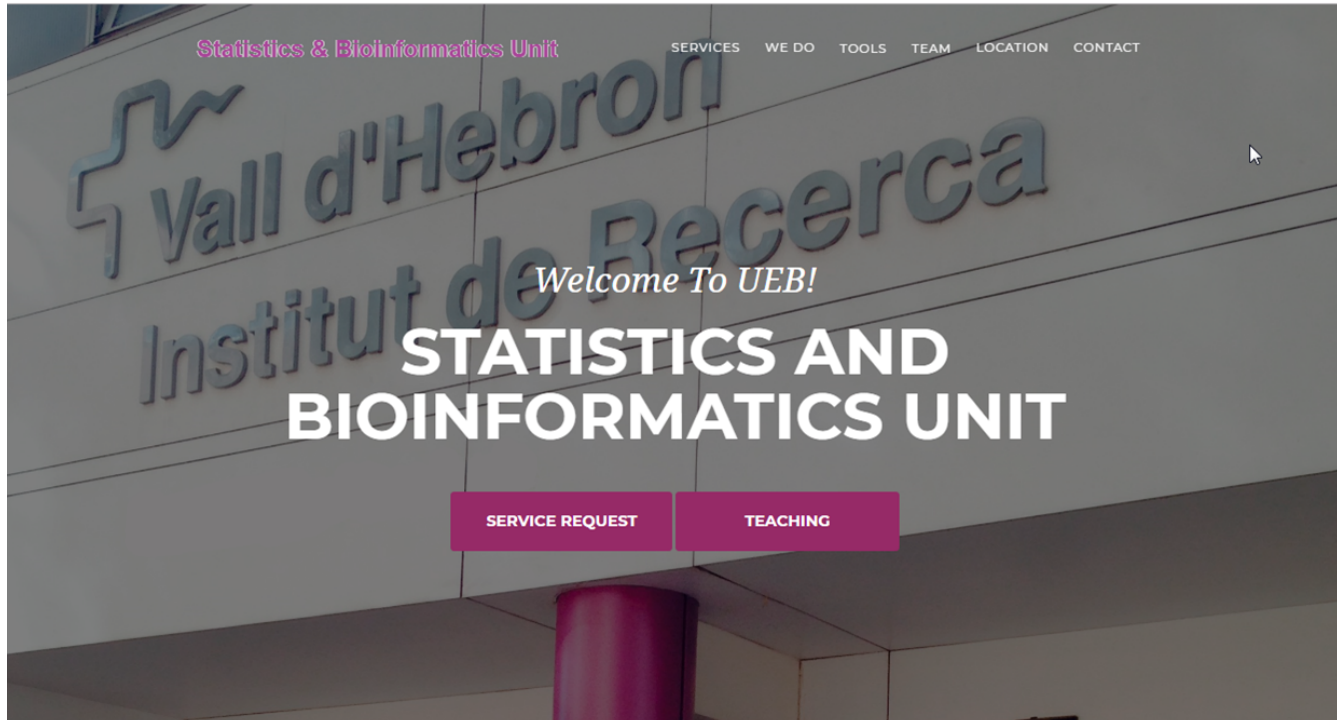 Statistics & Bioinformatics Unit
SERVICES WE DO TOOLS TEAM LOCATION CONTACT
Vall d'Hebron
Institut de Recerca
Welcome To UEB!
STATISTICS AND
BIOINFORMATICS UNIT
SERVICE REQUEST TEACHING